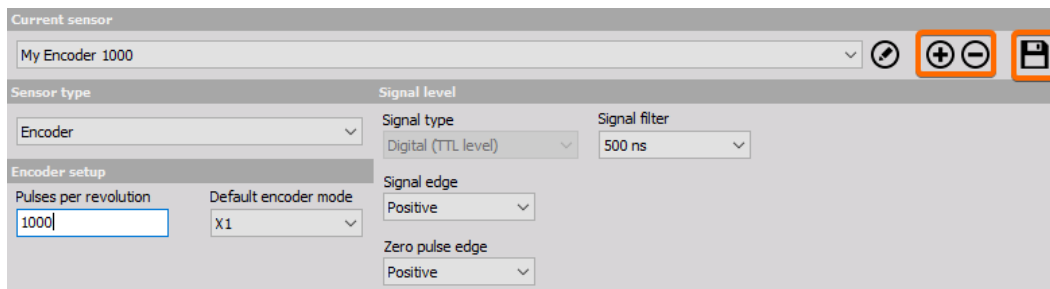 Current sensor
My Encoder 1000
Sensor type
Encoder
Encoder setup
Pulses per revolution
Default encoder mode
1000
X1
Signal level
Signal type
Signal filter
Digital (TTL level)
500 ns
Signal edge
Positive
Zero pulse edge
Positive